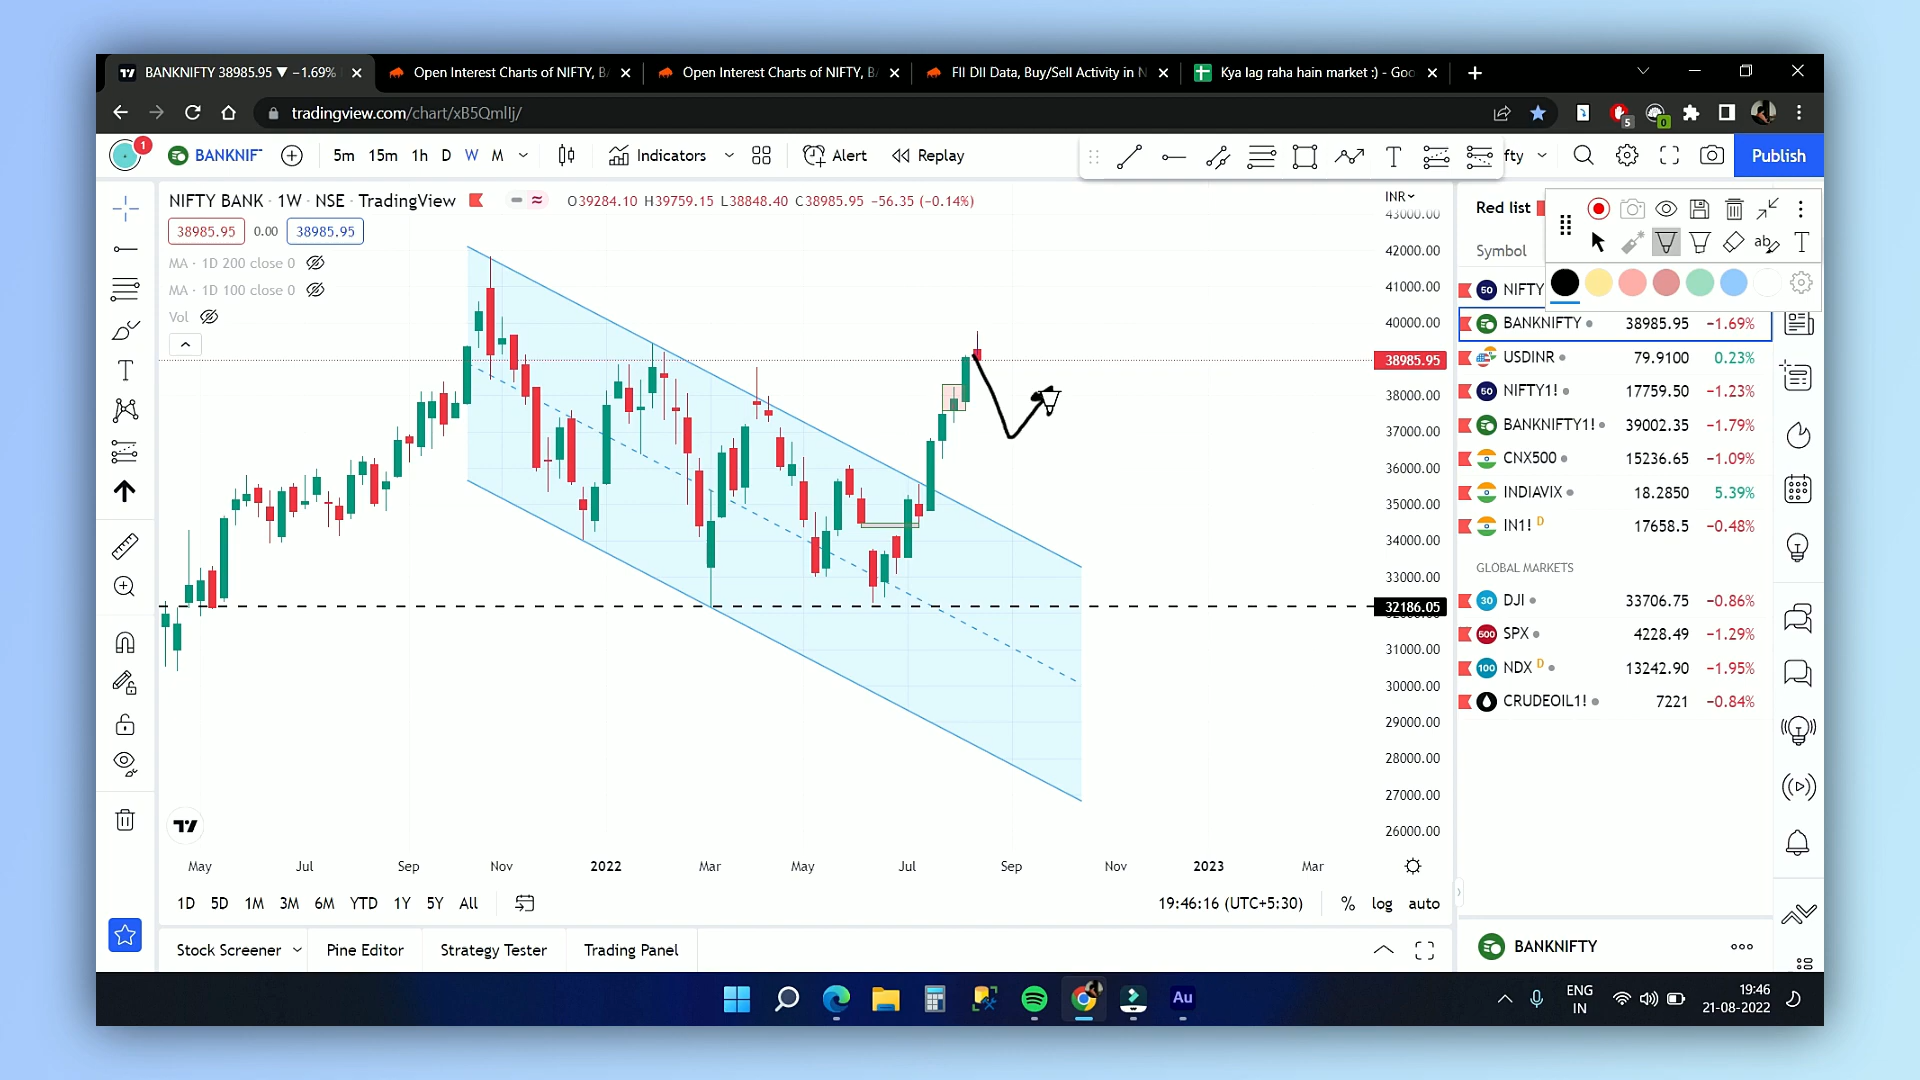 BANKNIFTY 38985.95 ▼ −1.69%
Open Interest Charts of NIFTY, B
Open Interest Charts of NIFTY, B
FII DII Data, Buy/Sell Activity in N
Kya lag raha hain market :) - Goo
tradingview.com/chart/xB5QmlIj/
5
0
1
BANKNIF
5m 15m 1h D W M
Indicators
Alert
Replay
fty
Publish
NIFTY BANK · 1W · NSE · TradingView
O39284.10 H39759.15 L38848.40 C38985.95 −56.35 (−0.14%)
38985.95 0.00 38985.95
MA · 1D 200 close 0
MA · 1D 100 close 0
Vol
INR
43000.00
42000.00
41000.00
40000.00
38985.95
38000.00
37000.00
36000.00
35000.00
34000.00
33000.00
32186.05
31000.00
30000.00
29000.00
28000.00
27000.00
26000.00
May Jul Sep Nov 2022 Mar May Jul Sep Nov 2023 Mar
1D 5D 1M 3M 6M YTD 1Y 5Y All
19:46:16 (UTC+5:30) % log auto
Stock Screener Pine Editor Strategy Tester Trading Panel
Red list
Symbol
50 NIFTY
BANKNIFTY 38985.95 −1.69%
USDINR 79.9100 0.23%
50 NIFTY1! 17759.50 −1.23%
BANKNIFTY1! 39002.35 −1.79%
CNX500 15236.65 −1.09%
INDIAVIX 18.2850 5.39%
IN1! D 17658.5 −0.48%
GLOBAL MARKETS
30 DJI 33706.75 −0.86%
500 SPX 4228.49 −1.29%
100 NDX D 13242.90 −1.95%
CRUDEOIL1! 7221 −0.84%
BANKNIFTY
Au
ENG
IN
19:46
21-08-2022